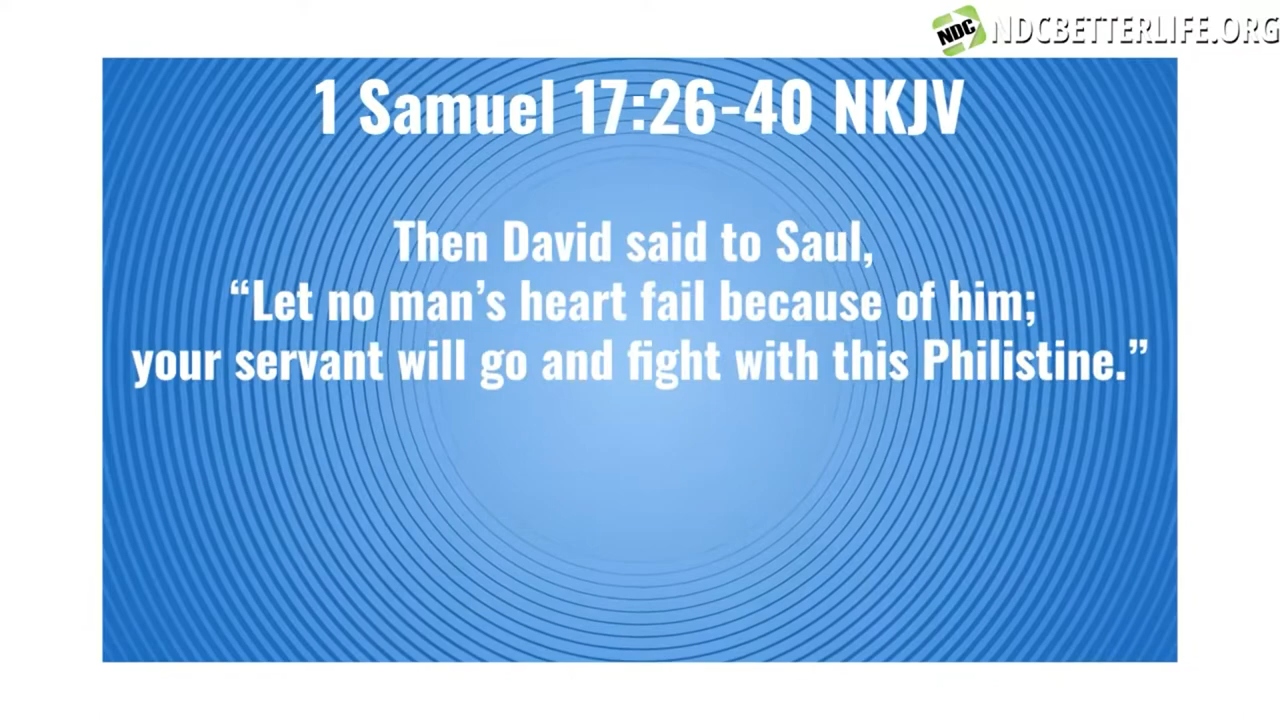 NDC NDCBETTERLIFE.ORG
1 Samuel 17:26-40 NKJV
Then David said to Saul,
“Let no man’s heart fail because of him;
your servant will go and fight with this Philistine.”